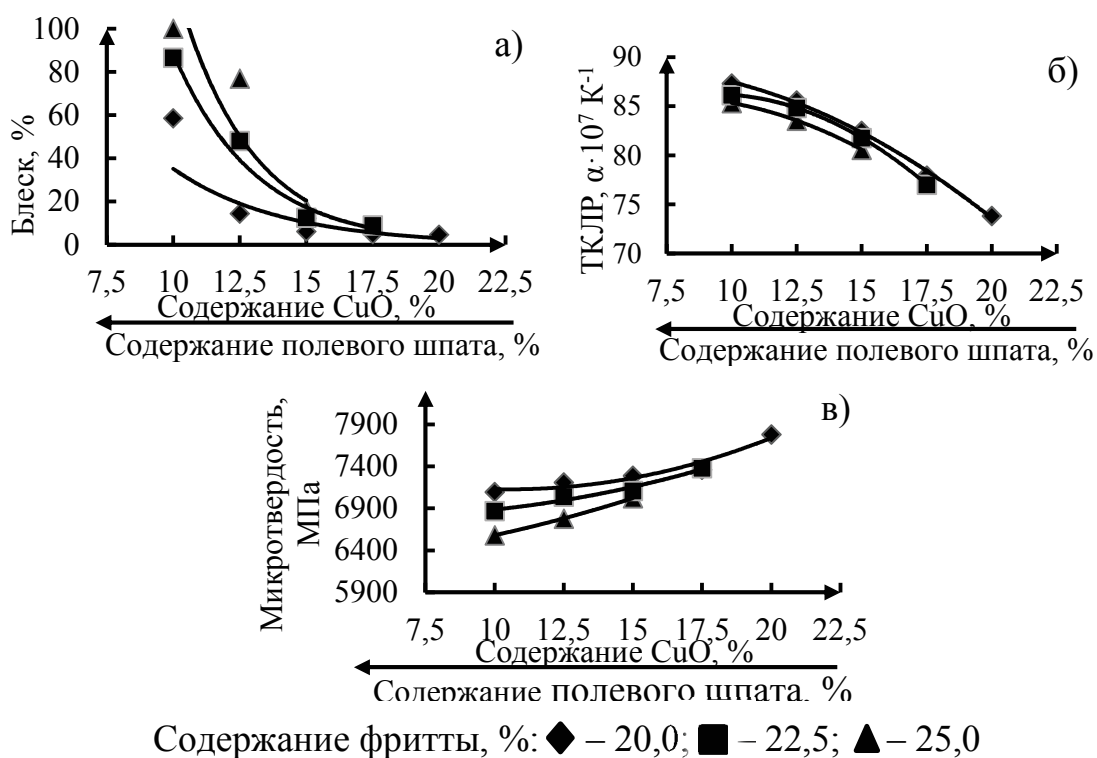 а)
Блеск, %
100
80
60
40
20
0
7,5 10 12,5 15 17,5 20 22,5
Содержание CuO, %
Содержание полевого шпата, %
б)
ТКЛР, α·10⁷ К⁻¹
90
85
80
75
70
7,5 10 12,5 15 17,5 20 22,5
Содержание CuO, %
Содержание полевого шпата, %
в)
Микротвердость,
МПа
7900
7400
6900
6400
5900
7,5 10 12,5 15 17,5 20 22,5
Содержание CuO, %
Содержание полевого шпата, %
Содержание фритты, %: ◆ – 20,0; ■ – 22,5; ▲ – 25,0